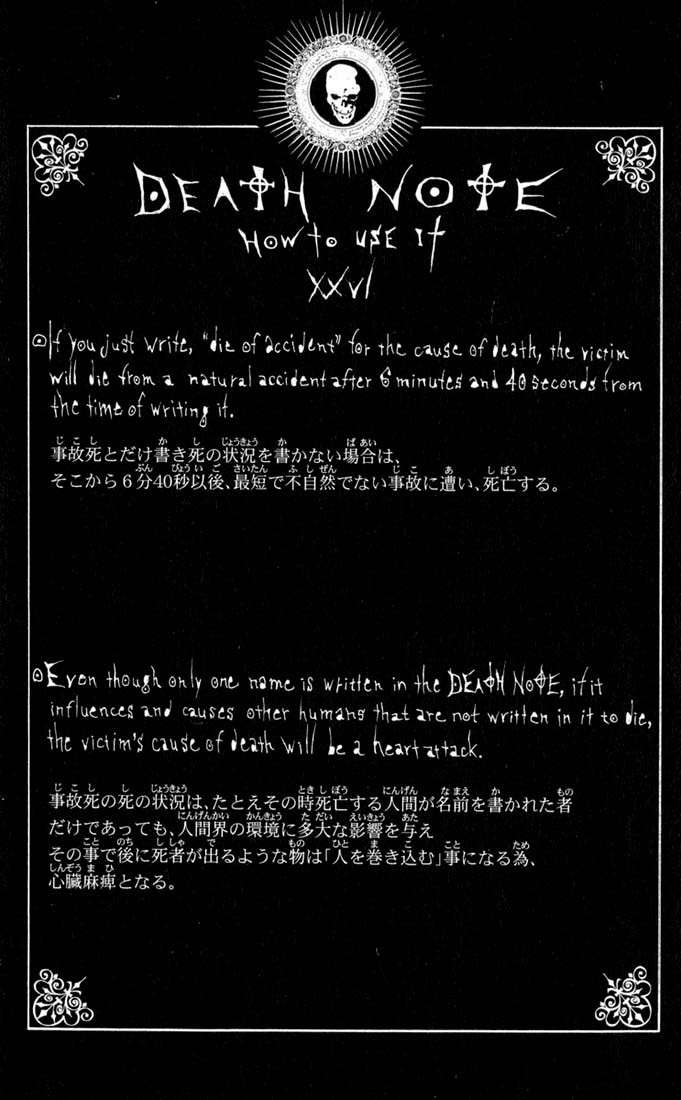 DEATH NOTE
HOW TO USE IT
XXVI
If you just write, "die of accident" for the cause of death, the victim
will die from a natural accident after 6 minutes and 40 seconds from
the time of writing it.
事故死とだけ書き死の状況を書かない場合は、
そこから6分40秒以後、最短で不自然でない事故に遭い、死亡する。
Even though only one name is written in the DEATH NOTE, if it
influences and causes other humans that are not written in it to die,
the victim's cause of death will be a heart attack.
事故死の死の状況は、たとえその時死亡する人間が名前を書かれた者
だけであっても、人間界の環境に多大な影響を与え
その事で後に死者が出るような物は「人を巻き込む」事になる為、
心臓麻痺となる。